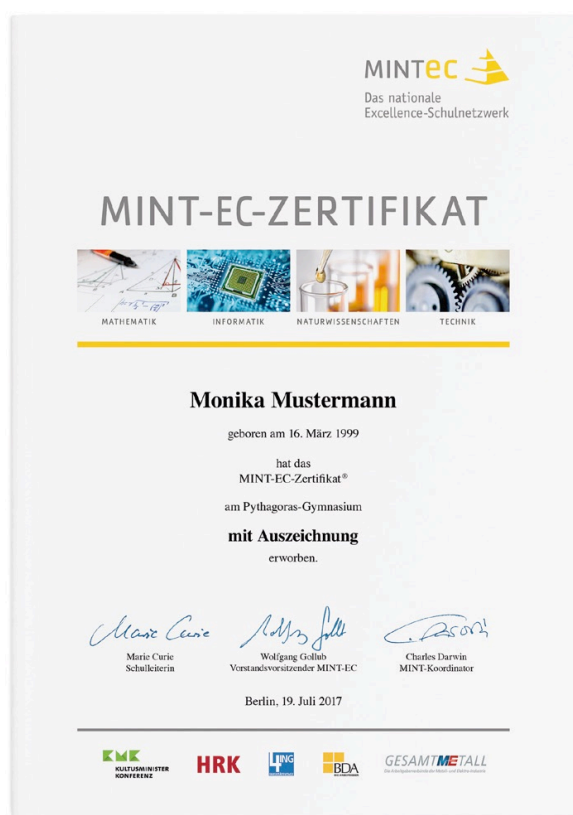 MINTeC
Das nationale
Excellence-Schulnetzwerk
MINT-EC-ZERTIFIKAT
MATHEMATIK INFORMATIK NATURWISSENSCHAFTEN TECHNIK
Monika Mustermann
geboren am 16. März 1999
hat das
MINT-EC-Zertifikat®
am Pythagoras-Gymnasium
mit Auszeichnung
erworben.
Marie Curie
Marie Curie Wolfgang Gollub Charles Darwin
Schulleiterin Vorstandsvorsitzender MINT-EC MINT-Koordinator
Berlin, 19. Juli 2017
KMK
KULTUSMINISTER
KONFERENZ
HRK
4ING
BDA
GESAMTMETALL